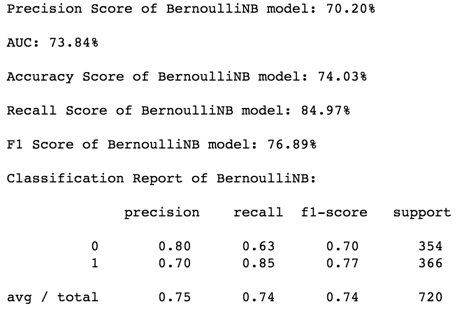 Precision Score of BernoulliNB model: 70.20%
AUC: 73.84%
Accuracy Score of BernoulliNB model: 74.03%
Recall Score of BernoulliNB model: 84.97%
F1 Score of BernoulliNB model: 76.89%
Classification Report of BernoulliNB:
precision recall f1-score support
0 0.80 0.63 0.70 354
1 0.70 0.85 0.77 366
avg / total 0.75 0.74 0.74 720